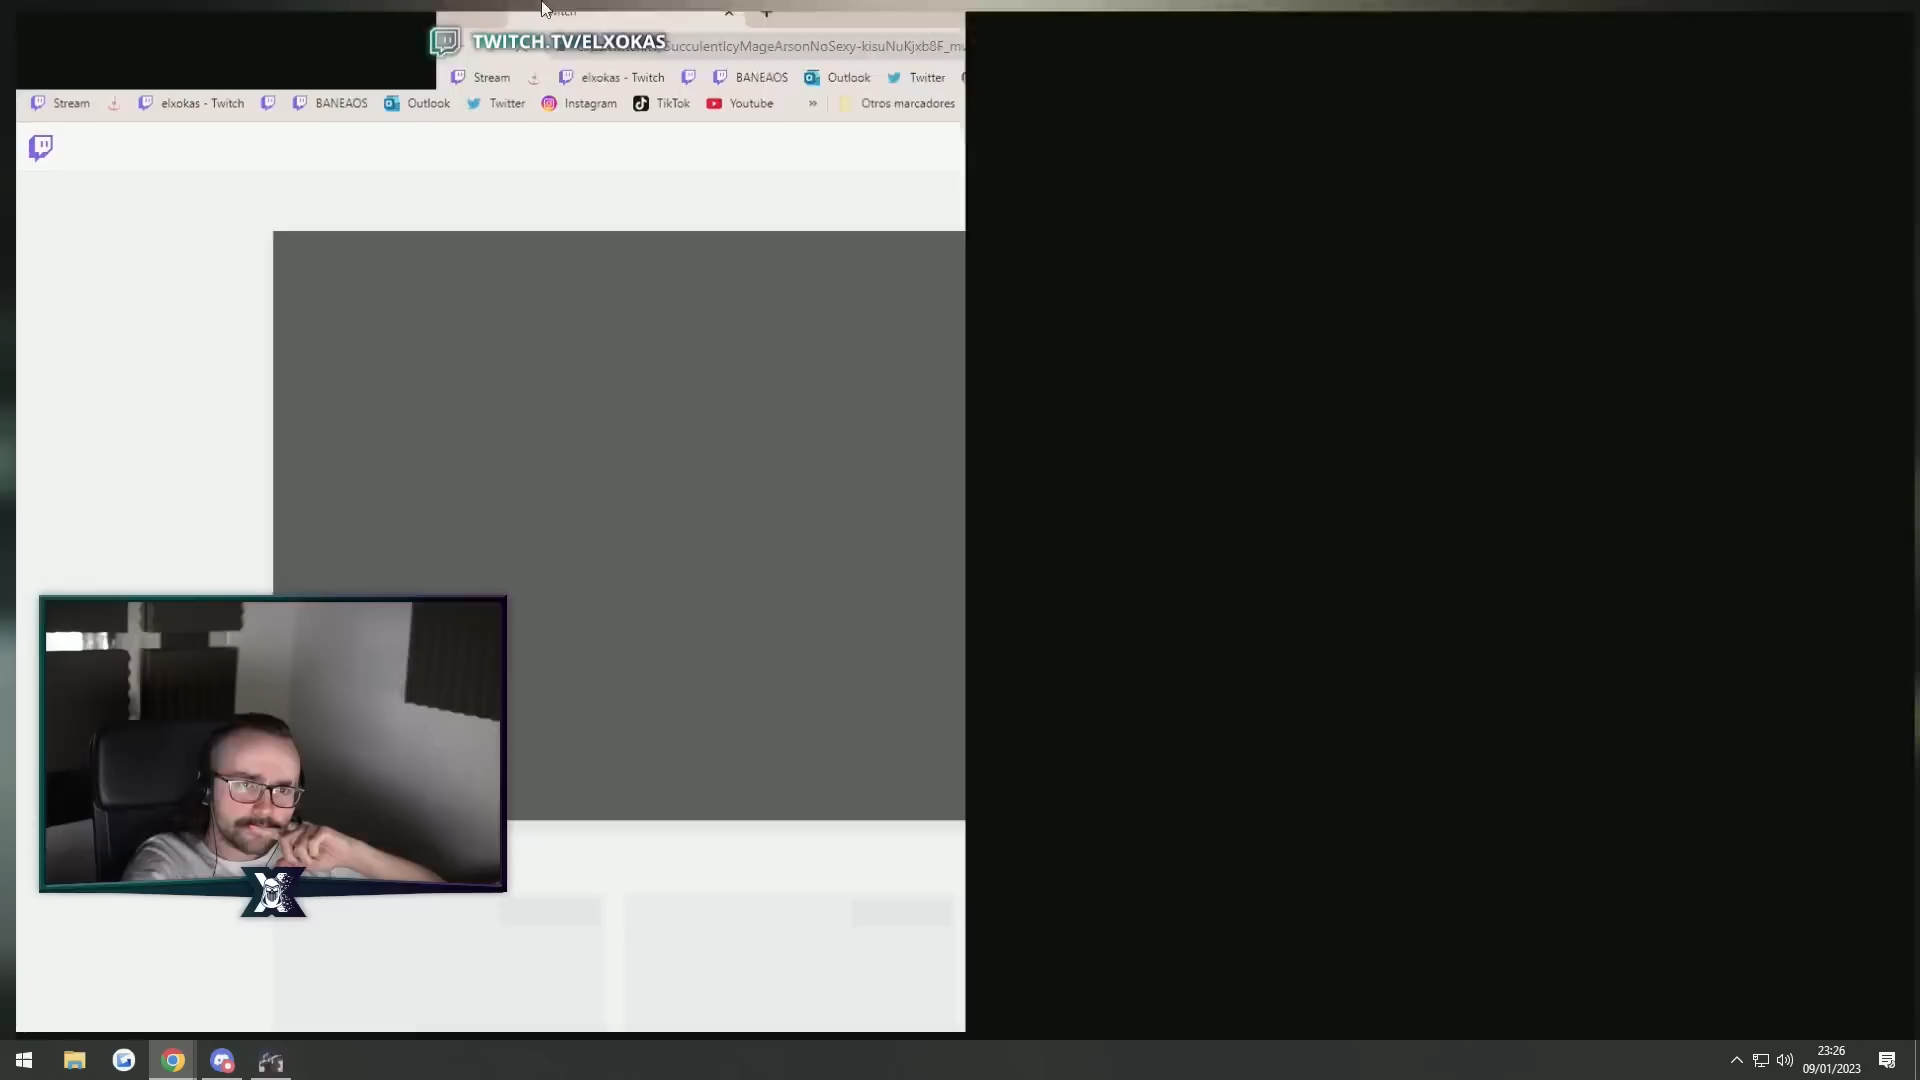 TWITCH.TV/ELXOKAS
SucculentIcyMageArsonNoSexy-kisuNuKjxb8F_mu
Stream elxokas - Twitch BANEAOS Outlook Twitter
Stream elxokas - Twitch BANEAOS Outlook Twitter Instagram TikTok Youtube » Otros marcadores
23:26
09/01/2023